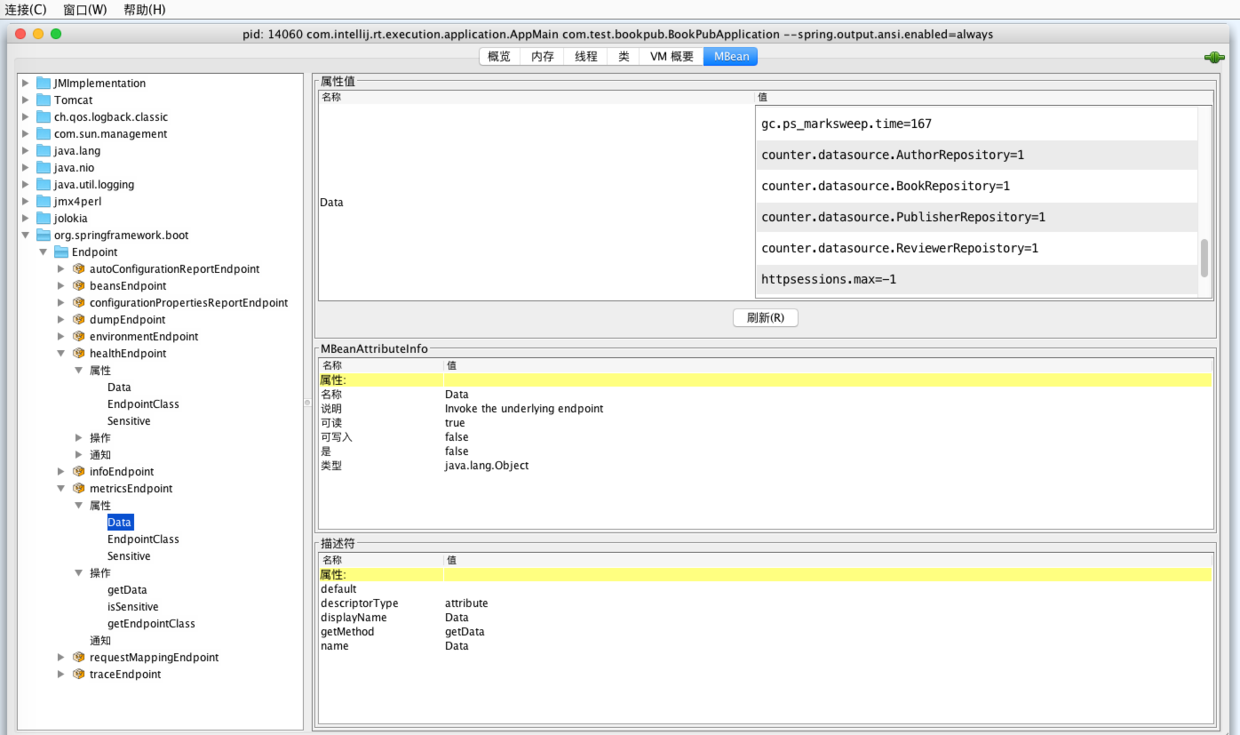 连接(C) 窗口(W) 帮助(H)
pid: 14060 com.intellij.rt.execution.application.AppMain com.test.bookpub.BookPubApplication --spring.output.ansi.enabled=always
概览 内存 线程 类 VM 概要 MBean
JMImplementation
Tomcat
ch.qos.logback.classic
com.sun.management
java.lang
java.nio
java.util.logging
jmx4perl
jolokia
org.springframework.boot
Endpoint
autoConfigurationReportEndpoint
beansEndpoint
configurationPropertiesReportEndpoint
dumpEndpoint
environmentEndpoint
healthEndpoint
属性
Data
EndpointClass
Sensitive
操作
通知
infoEndpoint
metricsEndpoint
属性
Data
EndpointClass
Sensitive
操作
getData
isSensitive
getEndpointClass
通知
requestMappingEndpoint
traceEndpoint
属性值
名称 值
Data
gc.ps_marksweep.time=167
counter.datasource.AuthorRepository=1
counter.datasource.BookRepository=1
counter.datasource.PublisherRepository=1
counter.datasource.ReviewerRepoistory=1
httpsessions.max=-1
刷新(R)
MBeanAttributeInfo
名称 值
属性:
名称 Data
说明 Invoke the underlying endpoint
可读 true
可写入 false
是 false
类型 java.lang.Object
描述符
名称 值
属性:
default
descriptorType attribute
displayName Data
getMethod getData
name Data